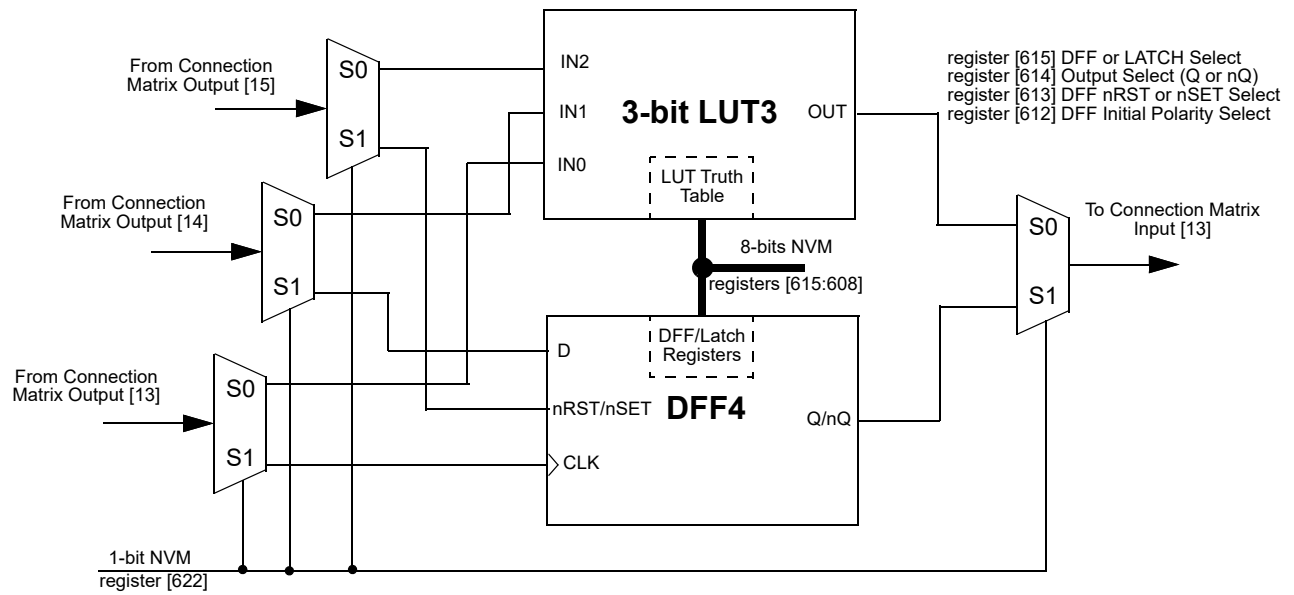 From Connection
Matrix Output [15]
S0
S1
From Connection
Matrix Output [14]
S0
S1
From Connection
Matrix Output [13]
S0
S1
1-bit NVM
register [622]
IN2
IN1
IN0
3-bit LUT3
OUT
LUT Truth
Table
8-bits NVM
registers [615:608]
DFF/Latch
Registers
D
nRST/nSET
CLK
DFF4
Q/nQ
register [615] DFF or LATCH Select
register [614] Output Select (Q or nQ)
register [613] DFF nRST or nSET Select
register [612] DFF Initial Polarity Select
S0
S1
To Connection Matrix
Input [13]